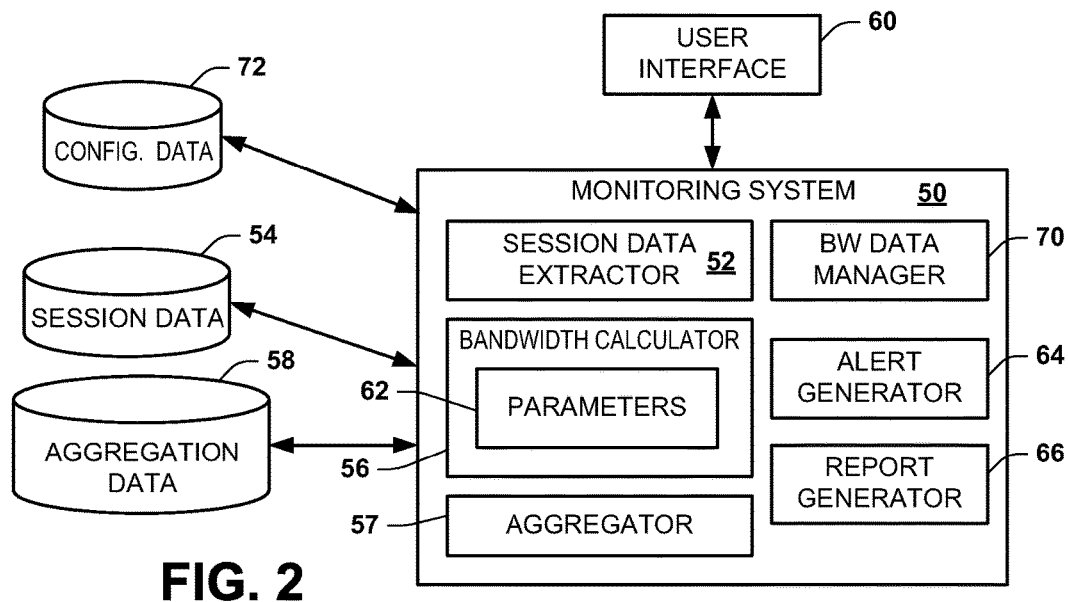 60
USER
INTERFACE
72
CONFIG. DATA
54
SESSION DATA
58
AGGREGATION
DATA
MONITORING SYSTEM 50
SESSION DATA
EXTRACTOR 52
BW DATA
MANAGER
70
BANDWIDTH CALCULATOR
62
PARAMETERS
56
ALERT
GENERATOR
64
REPORT
GENERATOR
66
57
AGGREGATOR
FIG. 2